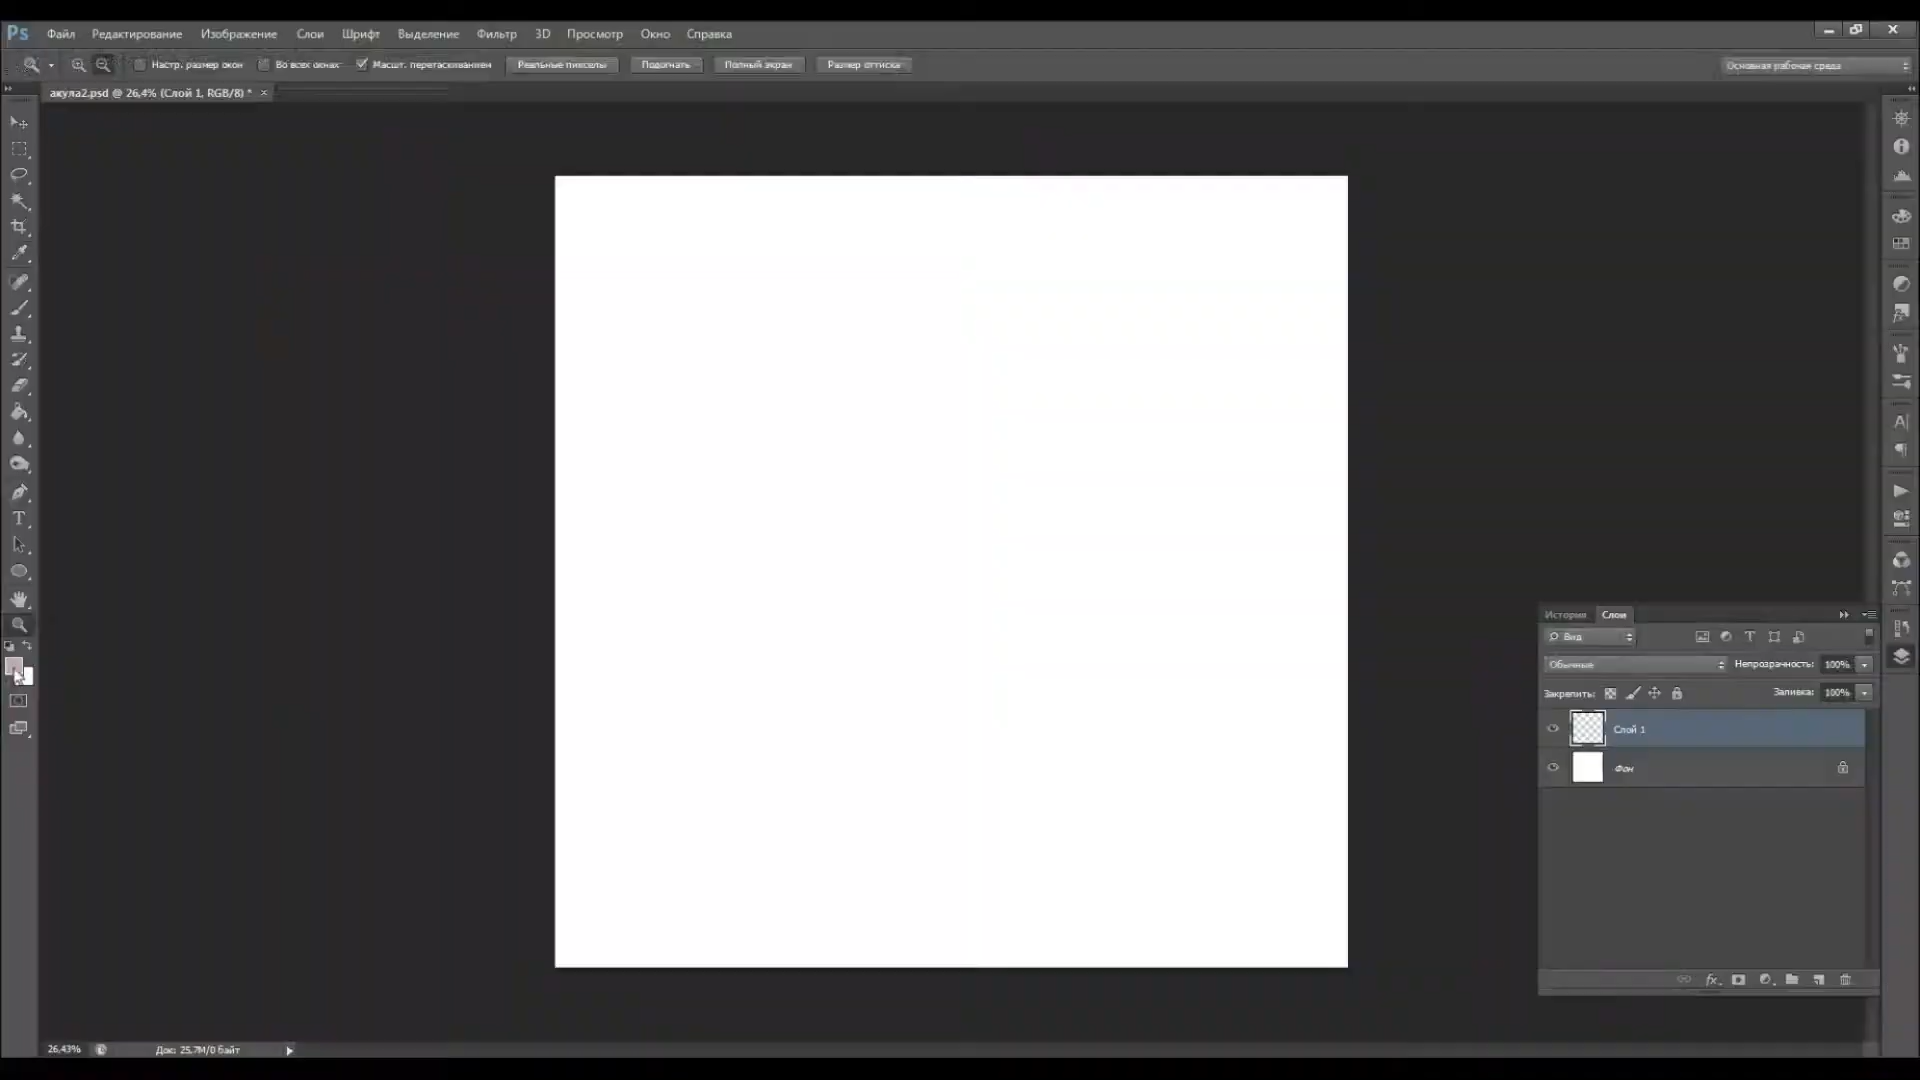 Ps Файл Редактирование Изображение Слои Шрифт Выделение Фильтр 3D Просмотр Окно Справка
Настр. размер окон Во всех окнах Масшт. перетаскиванием Реальные пикселы Подогнать Полный экран Размер оттиска Основная рабочая среда
акула2.psd @ 26,4% (Слой 1, RGB/8) * ×
История Слои
Вид
Обычные Непрозрачность: 100%
Закрепить: Заливка: 100%
Слой 1
Фон
26,43% Док: 25,7M/0 байт